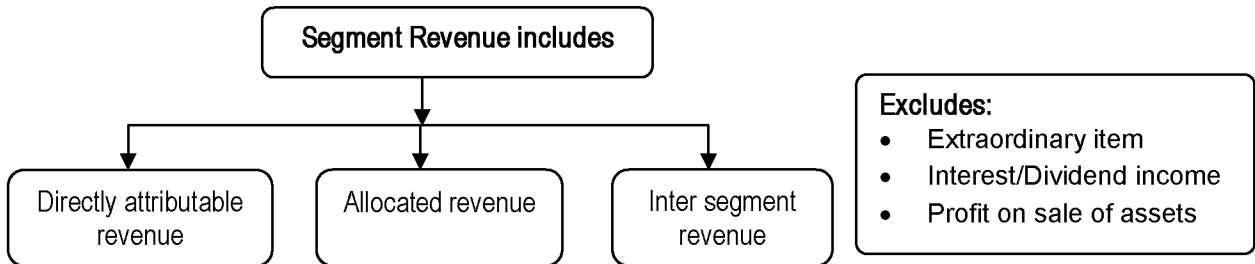 Segment Revenue includes
Directly attributable
revenue
Allocated revenue
Inter segment
revenue
Excludes:
• Extraordinary item
• Interest/Dividend income
• Profit on sale of assets